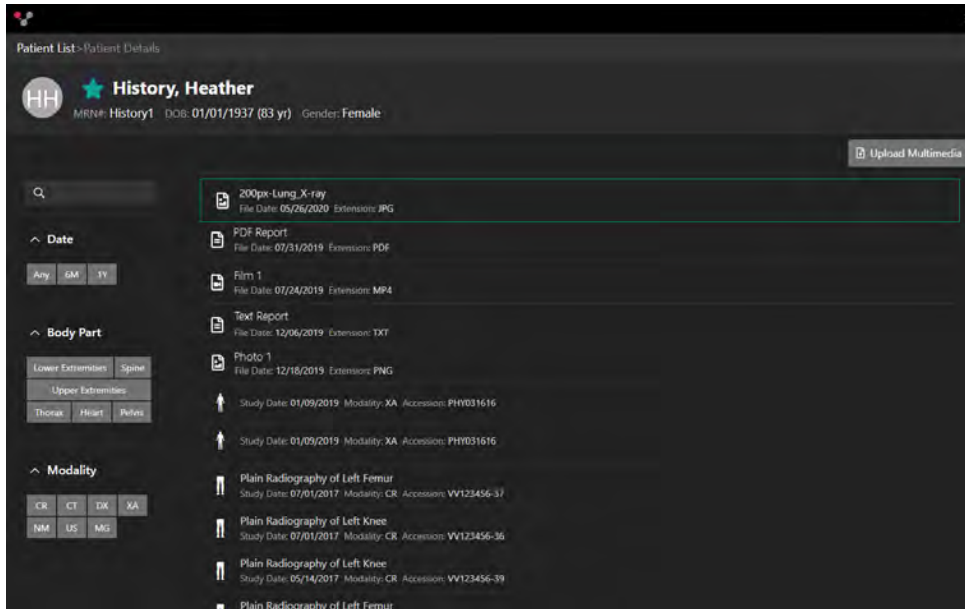 Patient List>Patient Details
HH
History, Heather
MRN#: History1 DOB: 01/01/1937 (83 yr) Gender: Female
Upload Multimedia
200px-Lung_X-ray
File Date: 05/26/2020 Extension: JPG
PDF Report
File Date: 07/31/2019 Extension: PDF
Film 1
File Date: 07/24/2019 Extension: MP4
Text Report
File Date: 12/06/2019 Extension: TXT
Photo 1
File Date: 12/18/2019 Extension: PNG
Study Date: 01/09/2019 Modality: XA Accession: PHY031616
Study Date: 01/09/2019 Modality: XA Accession: PHY031616
Plain Radiography of Left Femur
Study Date: 07/01/2017 Modality: CR Accession: VV123456-37
Plain Radiography of Left Knee
Study Date: 07/01/2017 Modality: CR Accession: VV123456-36
Plain Radiography of Left Knee
Study Date: 05/14/2017 Modality: CR Accession: VV123456-39
Plain Radiography of Left Femur
Date
Any 6M 1Y
Body Part
Lower Extremities Spine
Upper Extremities
Thorax Heart Pelvis
Modality
CR CT DX XA
NM US MG